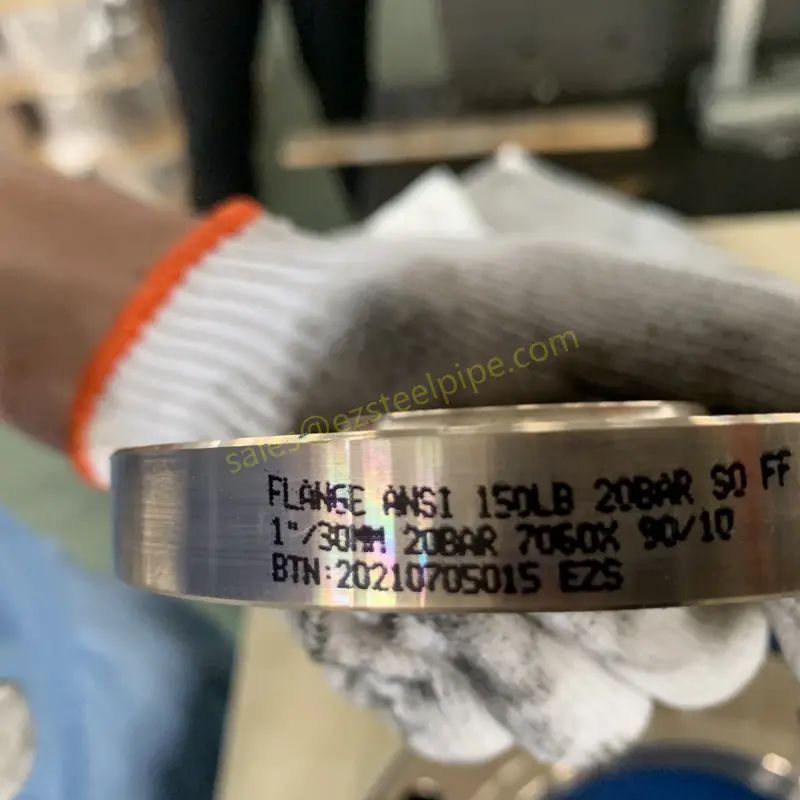 sales@ezsteelpipe.com
FLANGE ANSI 150LB 20BAR SO FF
1"/30MM 20BAR 7060X 90/10
BTN:20210705015 EZS